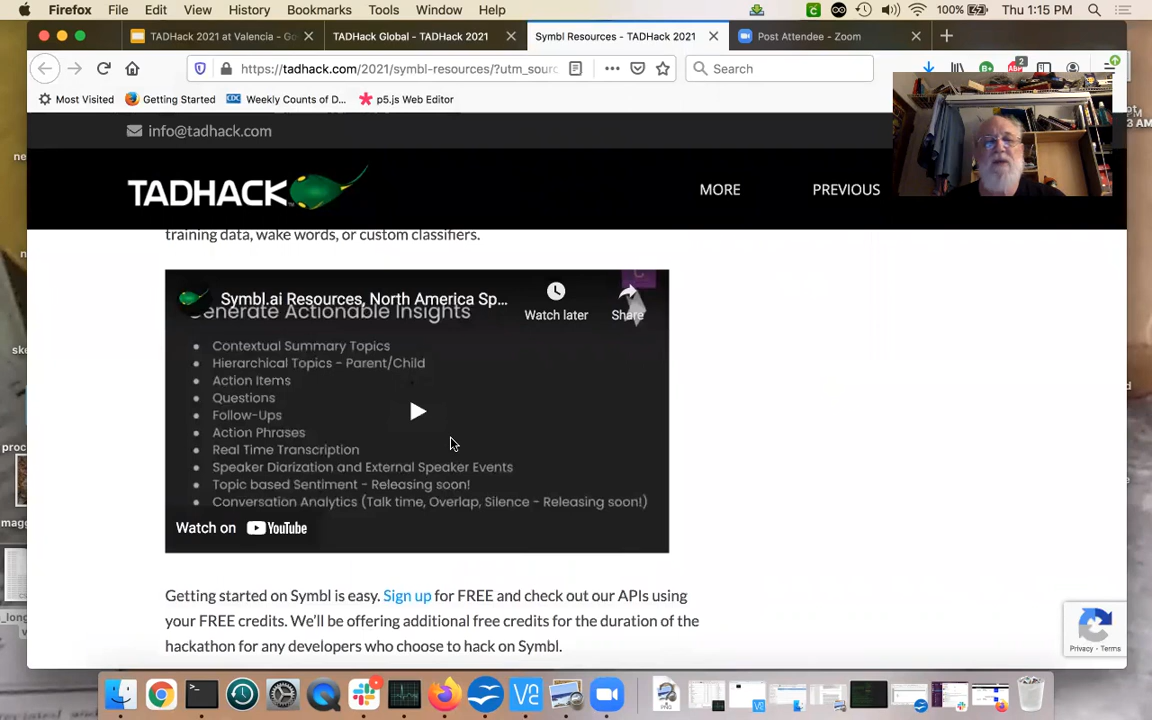 Firefox File Edit View History Bookmarks Tools Window Help 100% Thu 1:15 PM
TADHack 2021 at Valencia - Go
TADHack Global - TADHack 2021
Symbl Resources - TADHack 2021
Post Attendee - Zoom
https://tadhack.com/2021/symbl-resources/?utm_sourc
Search
Most Visited Getting Started Weekly Counts of D... p5.js Web Editor
info@tadhack.com
TADHACK
MORE PREVIOUS
training data, wake words, or custom classifiers.
Symbl.ai Resources, North America Sp...
Watch later
Share
Generate Actionable Insights
Contextual Summary Topics
Hierarchical Topics - Parent/Child
Action Items
Questions
Follow-Ups
Action Phrases
Real Time Transcription
Speaker Diarization and External Speaker Events
Topic based Sentiment - Releasing soon!
Conversation Analytics (Talk time, Overlap, Silence - Releasing soon!)
Watch on YouTube
Getting started on Symbl is easy. Sign up for FREE and check out our APIs using
your FREE credits. We'll be offering additional free credits for the duration of the
hackathon for any developers who choose to hack on Symbl.
Privacy - Terms